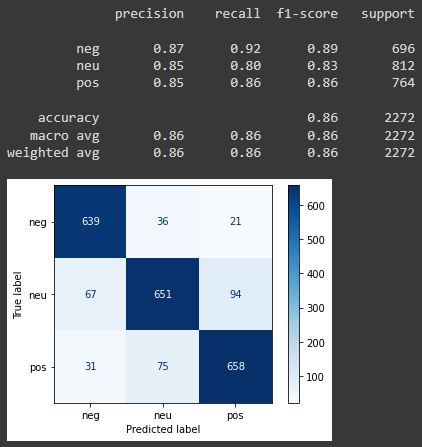 precision recall f1-score support
neg 0.87 0.92 0.89 696
neu 0.85 0.80 0.83 812
pos 0.85 0.86 0.86 764
accuracy 0.86 2272
macro avg 0.86 0.86 0.86 2272
weighted avg 0.86 0.86 0.86 2272
neg 639 36 21
neu 67 651 94
pos 31 75 658
neg neu pos
Predicted label
True label
600
500
400
300
200
100